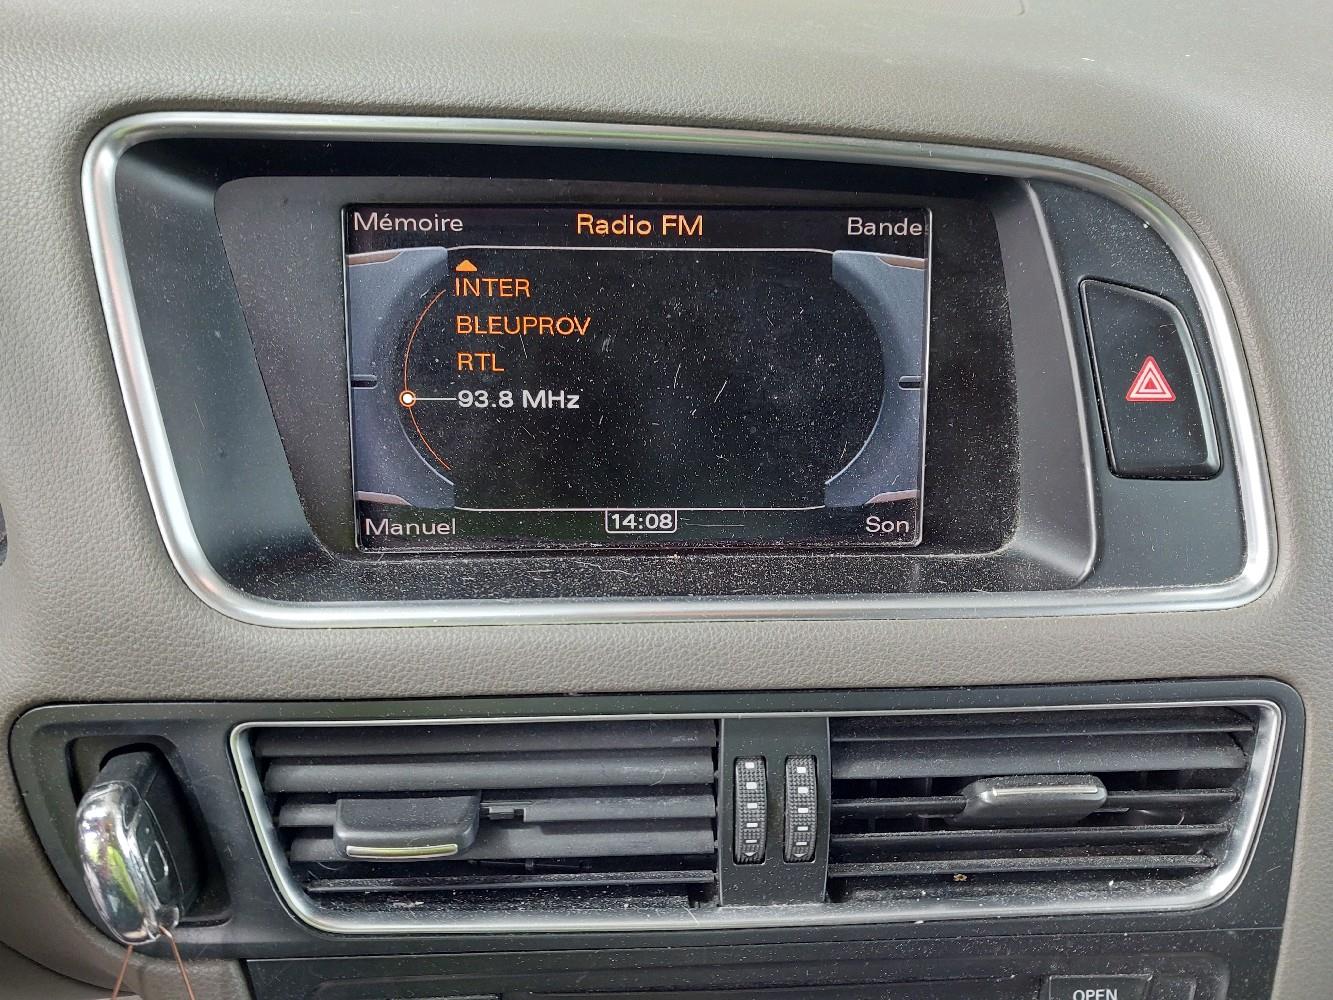 Mémoire Radio FM Bande
INTER
BLEUPROV
RTL
93.8 MHz
Manuel 14:08 Son
OPEN